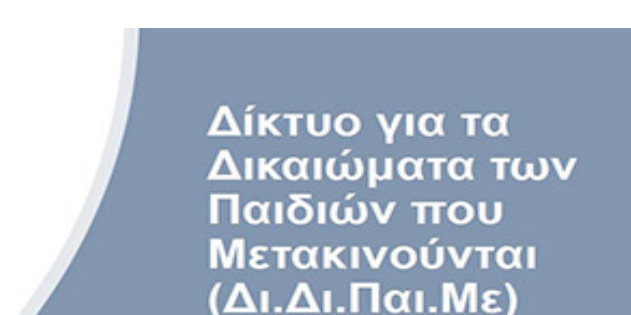 Δίκτυο για τα
Δικαιώματα των
Παιδιών που
Μετακινούνται
(Δι.Δι.Παι.Με)